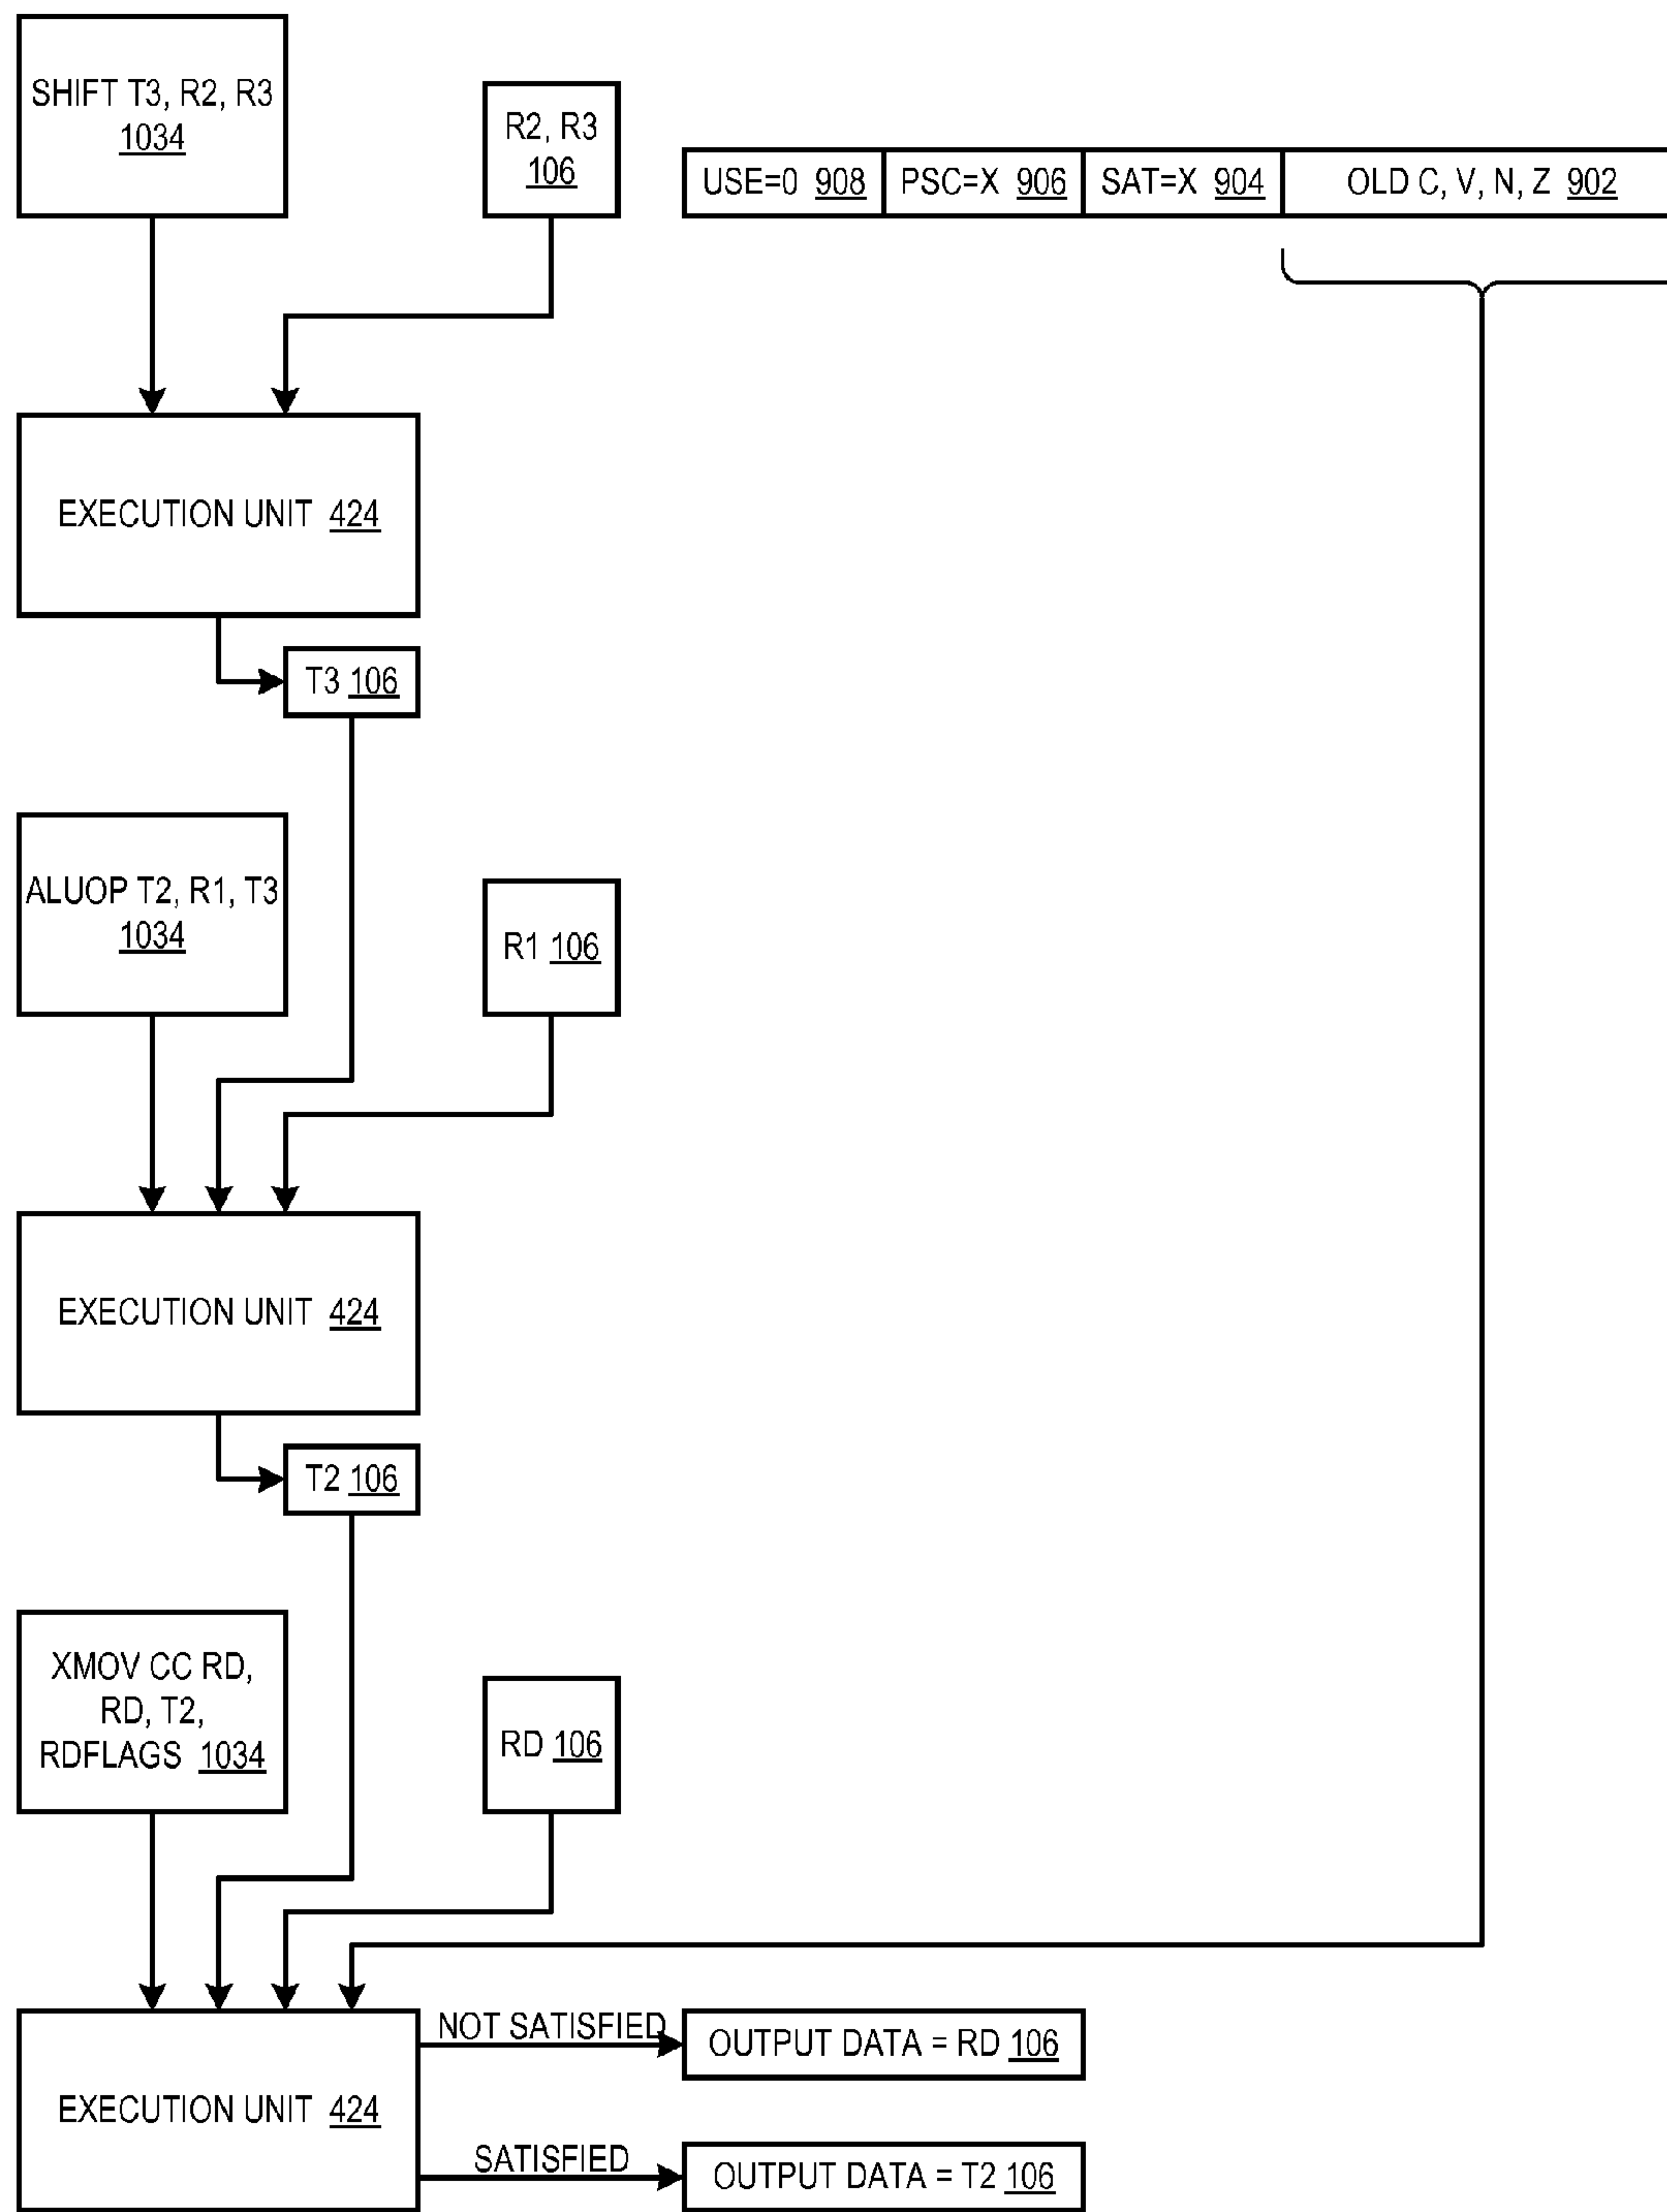 SHIFT T3, R2, R3
1034
R2, R3
106
USE=0 908 PSC=X 906 SAT=X 904 OLD C, V, N, Z 902
EXECUTION UNIT 424
T3 106
ALUOP T2, R1, T3
1034
R1 106
EXECUTION UNIT 424
T2 106
XMOV CC RD,
RD, T2,
RDFLAGS 1034
RD 106
NOT SATISFIED
OUTPUT DATA = RD 106
EXECUTION UNIT 424
SATISFIED
OUTPUT DATA = T2 106